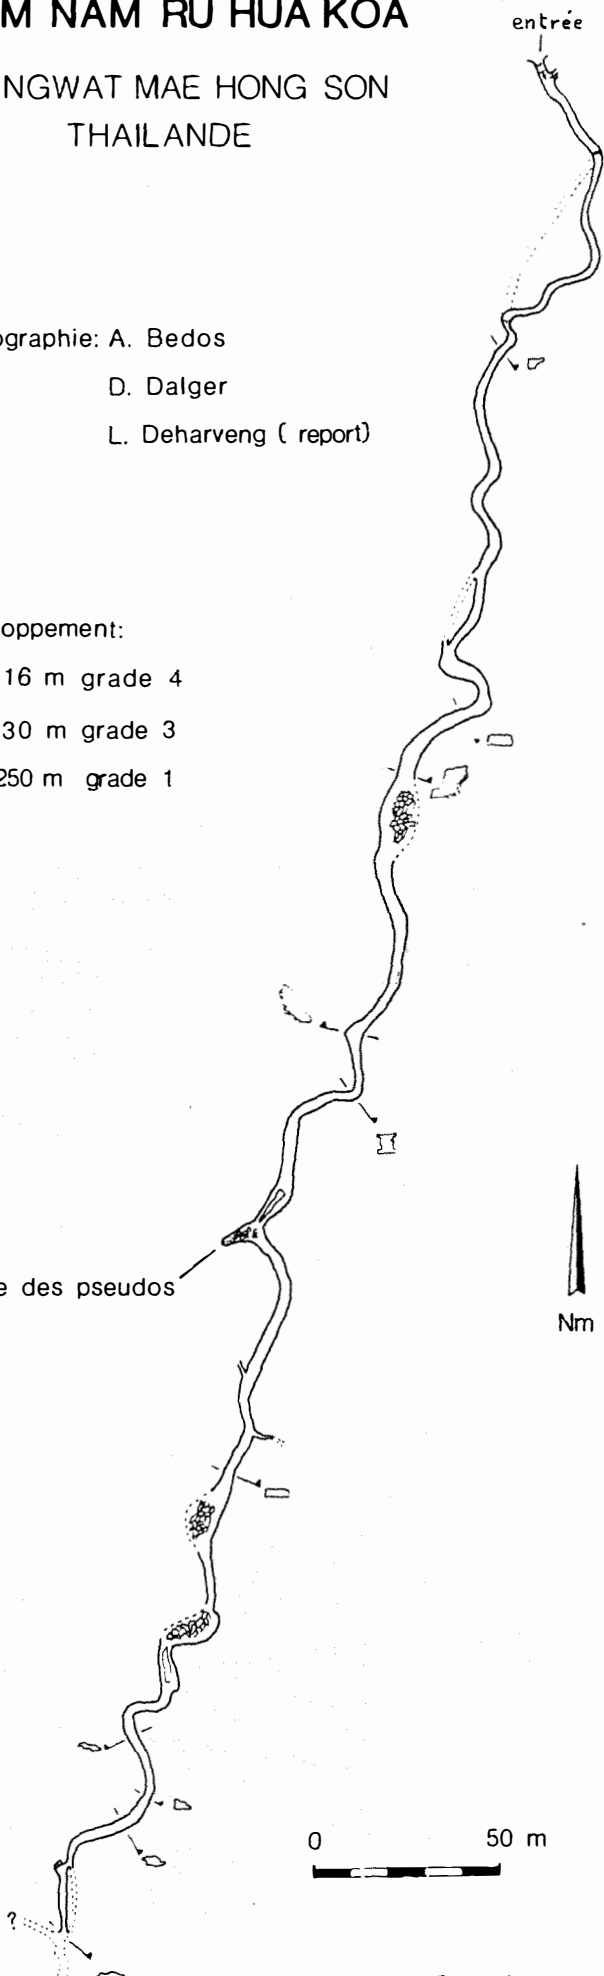 M NAM RU HUA KOA
entrée
NGWAT MAE HONG SON
THAILANDE
ographie: A. Bedos
D. Dalger
L. Deharveng ( report)
oppement:
16 m grade 4
30 m grade 3
250 m grade 1
e des pseudos
Nm
0 50 m
?